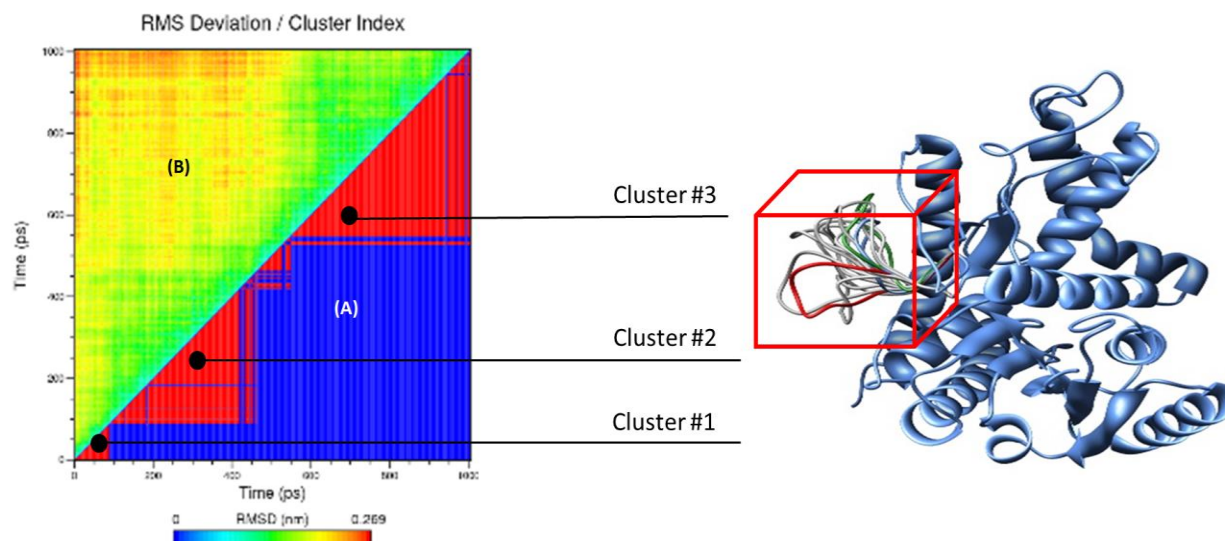 RMS Deviation / Cluster Index
1000
800
600
400
200
0
Time (ps)
(B)
(A)
0 200 400 600 800 1000
Time (ps)
0 RMSD (nm) 0.269
Cluster #3
Cluster #2
Cluster #1